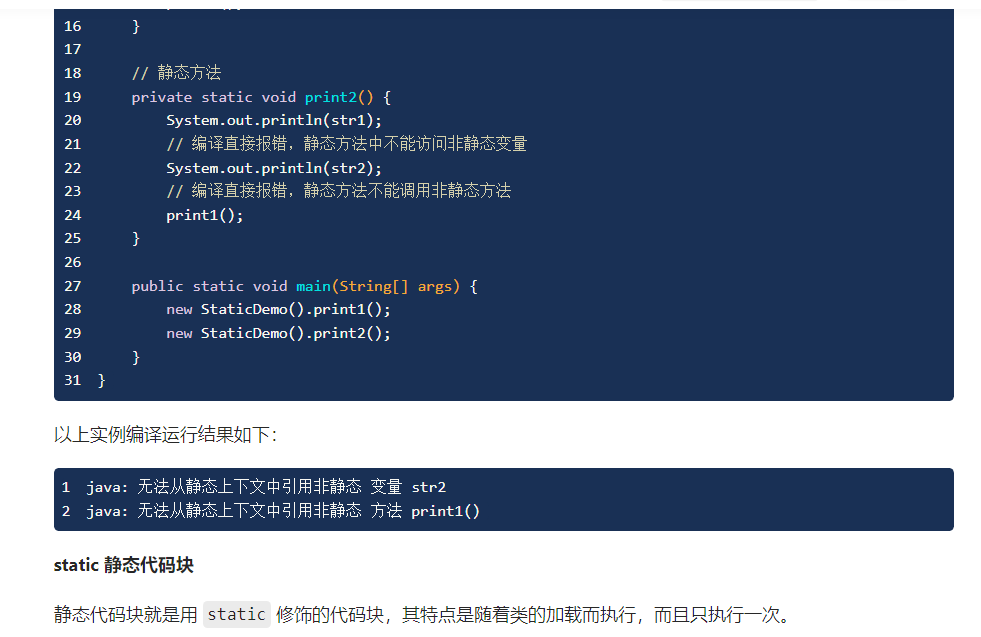 16 }
17
18 // 静态方法
19 private static void print2() {
20 System.out.println(str1);
21 // 编译直接报错，静态方法中不能访问非静态变量
22 System.out.println(str2);
23 // 编译直接报错，静态方法不能调用非静态方法
24 print1();
25 }
26
27 public static void main(String[] args) {
28 new StaticDemo().print1();
29 new StaticDemo().print2();
30 }
31 }
以上实例编译运行结果如下：
1 java: 无法从静态上下文中引用非静态 变量 str2
2 java: 无法从静态上下文中引用非静态 方法 print1()
static 静态代码块
静态代码块就是用 static 修饰的代码块，其特点是随着类的加载而执行，而且只执行一次。